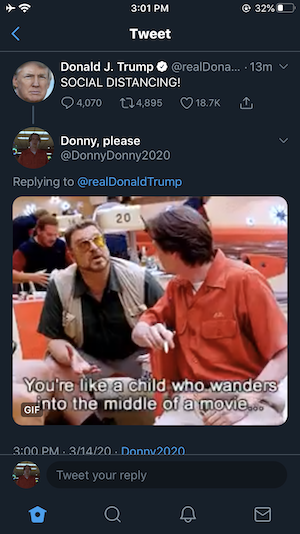 3:01 PM
32%
Tweet
Donald J. Trump @realDona... · 13m
SOCIAL DISTANCING!
4,070 4,895 18.7K
Donny, please
@DonnyDonny2020
Replying to @realDonaldTrump
20
You're like a child who wanders
into the middle of a movie...
GIF
3:00 PM · 3/14/20 · Donny2020
Tweet your reply